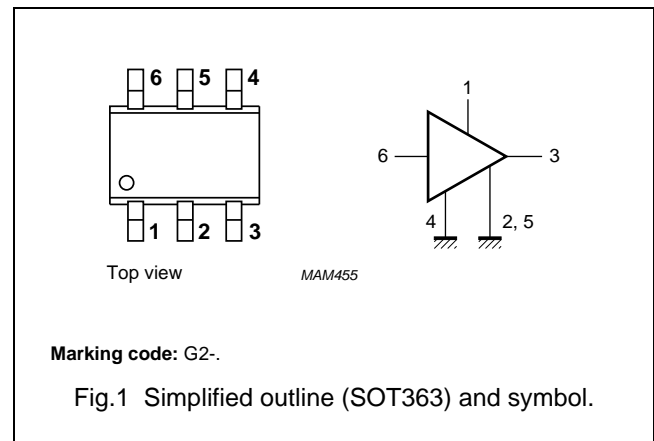 6 5 4
1 2 3
Top view
1
6
3
4
2, 5
MAM455
Marking code: G2-.
Fig.1 Simplified outline (SOT363) and symbol.